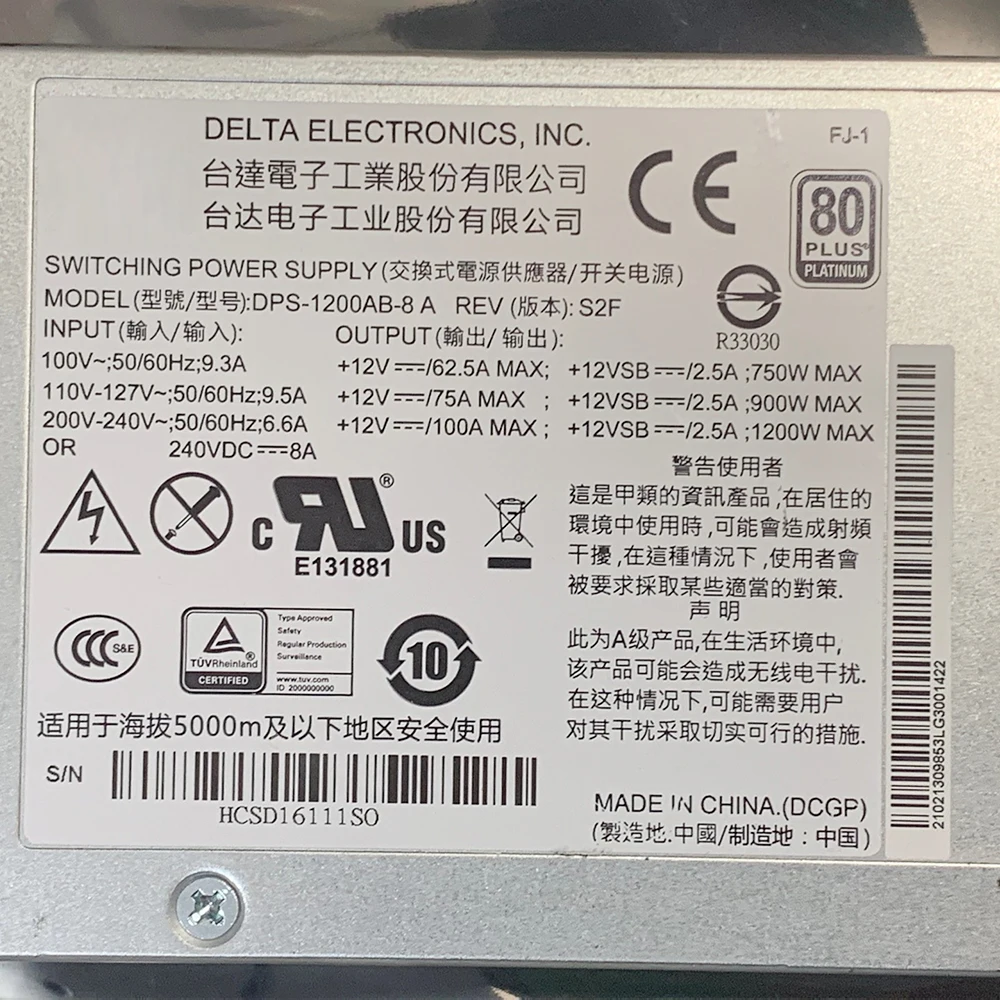 DELTA ELECTRONICS, INC.
FJ-1
台達電子工業股份有限公司
台达电子工业股份有限公司
CE
80
PLUS®
PLATINUM
SWITCHING POWER SUPPLY(交換式電源供應器/开关电源)
MODEL(型號/型号):DPS-1200AB-8 A REV (版本): S2F
R33030
INPUT(輸入/输入): OUTPUT(輸出/输出):
100V~;50/60Hz;9.3A +12V⎓/62.5A MAX; +12VSB⎓/2.5A ;750W MAX
110V-127V~;50/60Hz;9.5A +12V⎓/75A MAX ; +12VSB⎓/2.5A ;900W MAX
200V-240V~;50/60Hz;6.6A +12V⎓/100A MAX ; +12VSB⎓/2.5A ;1200W MAX
OR 240VDC⎓8A
警告使用者
這是甲類的資訊產品,在居住的
環境中使用時,可能會造成射頻
干擾,在這種情況下,使用者會
被要求採取某些適當的對策.
声明
此为A级产品,在生活环境中,
该产品可能会造成无线电干扰.
在这种情况下,可能需要用户
对其干扰采取切实可行的措施.
C RU® US
E131881
CCC S&E
TÜVRheinland®
CERTIFIED
Type Approved
Safety
Regular Production
Surveillance
www.tuv.com
ID 2000000000
10
适用于海拔5000m及以下地区安全使用
S/N
HCSD16111SO
MADE IN CHINA.(DCGP)
(製造地.中國/制造地：中国)
21021309853LG3001422